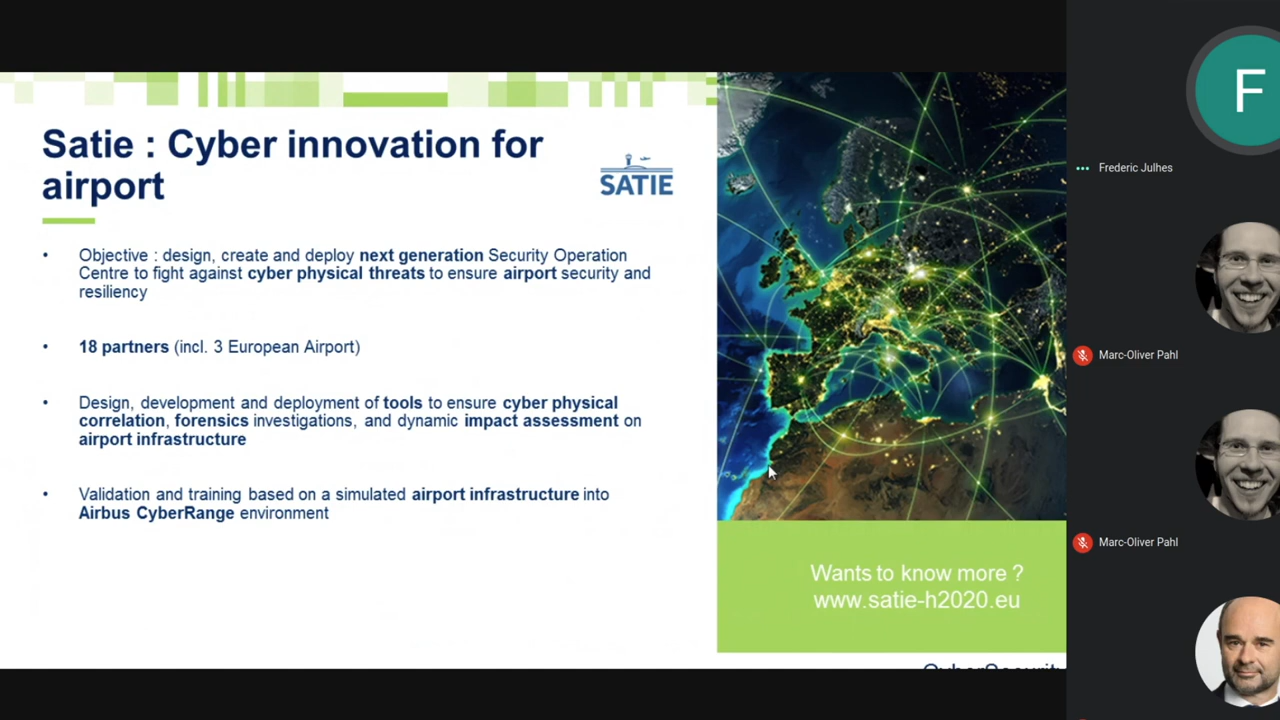 Satie : Cyber innovation for
airport
SATIE
• Objective : design, create and deploy next generation Security Operation
Centre to fight against cyber physical threats to ensure airport security and
resiliency
• 18 partners (incl. 3 European Airport)
• Design, development and deployment of tools to ensure cyber physical
correlation, forensics investigations, and dynamic impact assessment on
airport infrastructure
• Validation and training based on a simulated airport infrastructure into
Airbus CyberRange environment
Wants to know more ?
www.satie-h2020.eu
CyberSecurity
F
Frederic Julhes
Marc-Oliver Pahl
Marc-Oliver Pahl